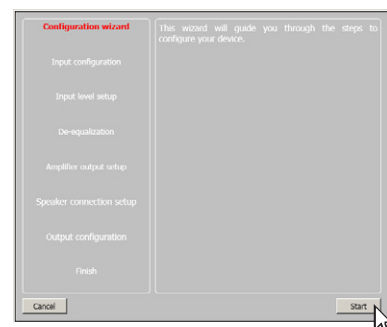 Configuration wizard
Input configuration
Input level setup
De-equalization
Amplifier output setup
Speaker connection setup
Output configuration
Finish
This wizard will guide you through the steps to
configure your device.
Cancel
Start